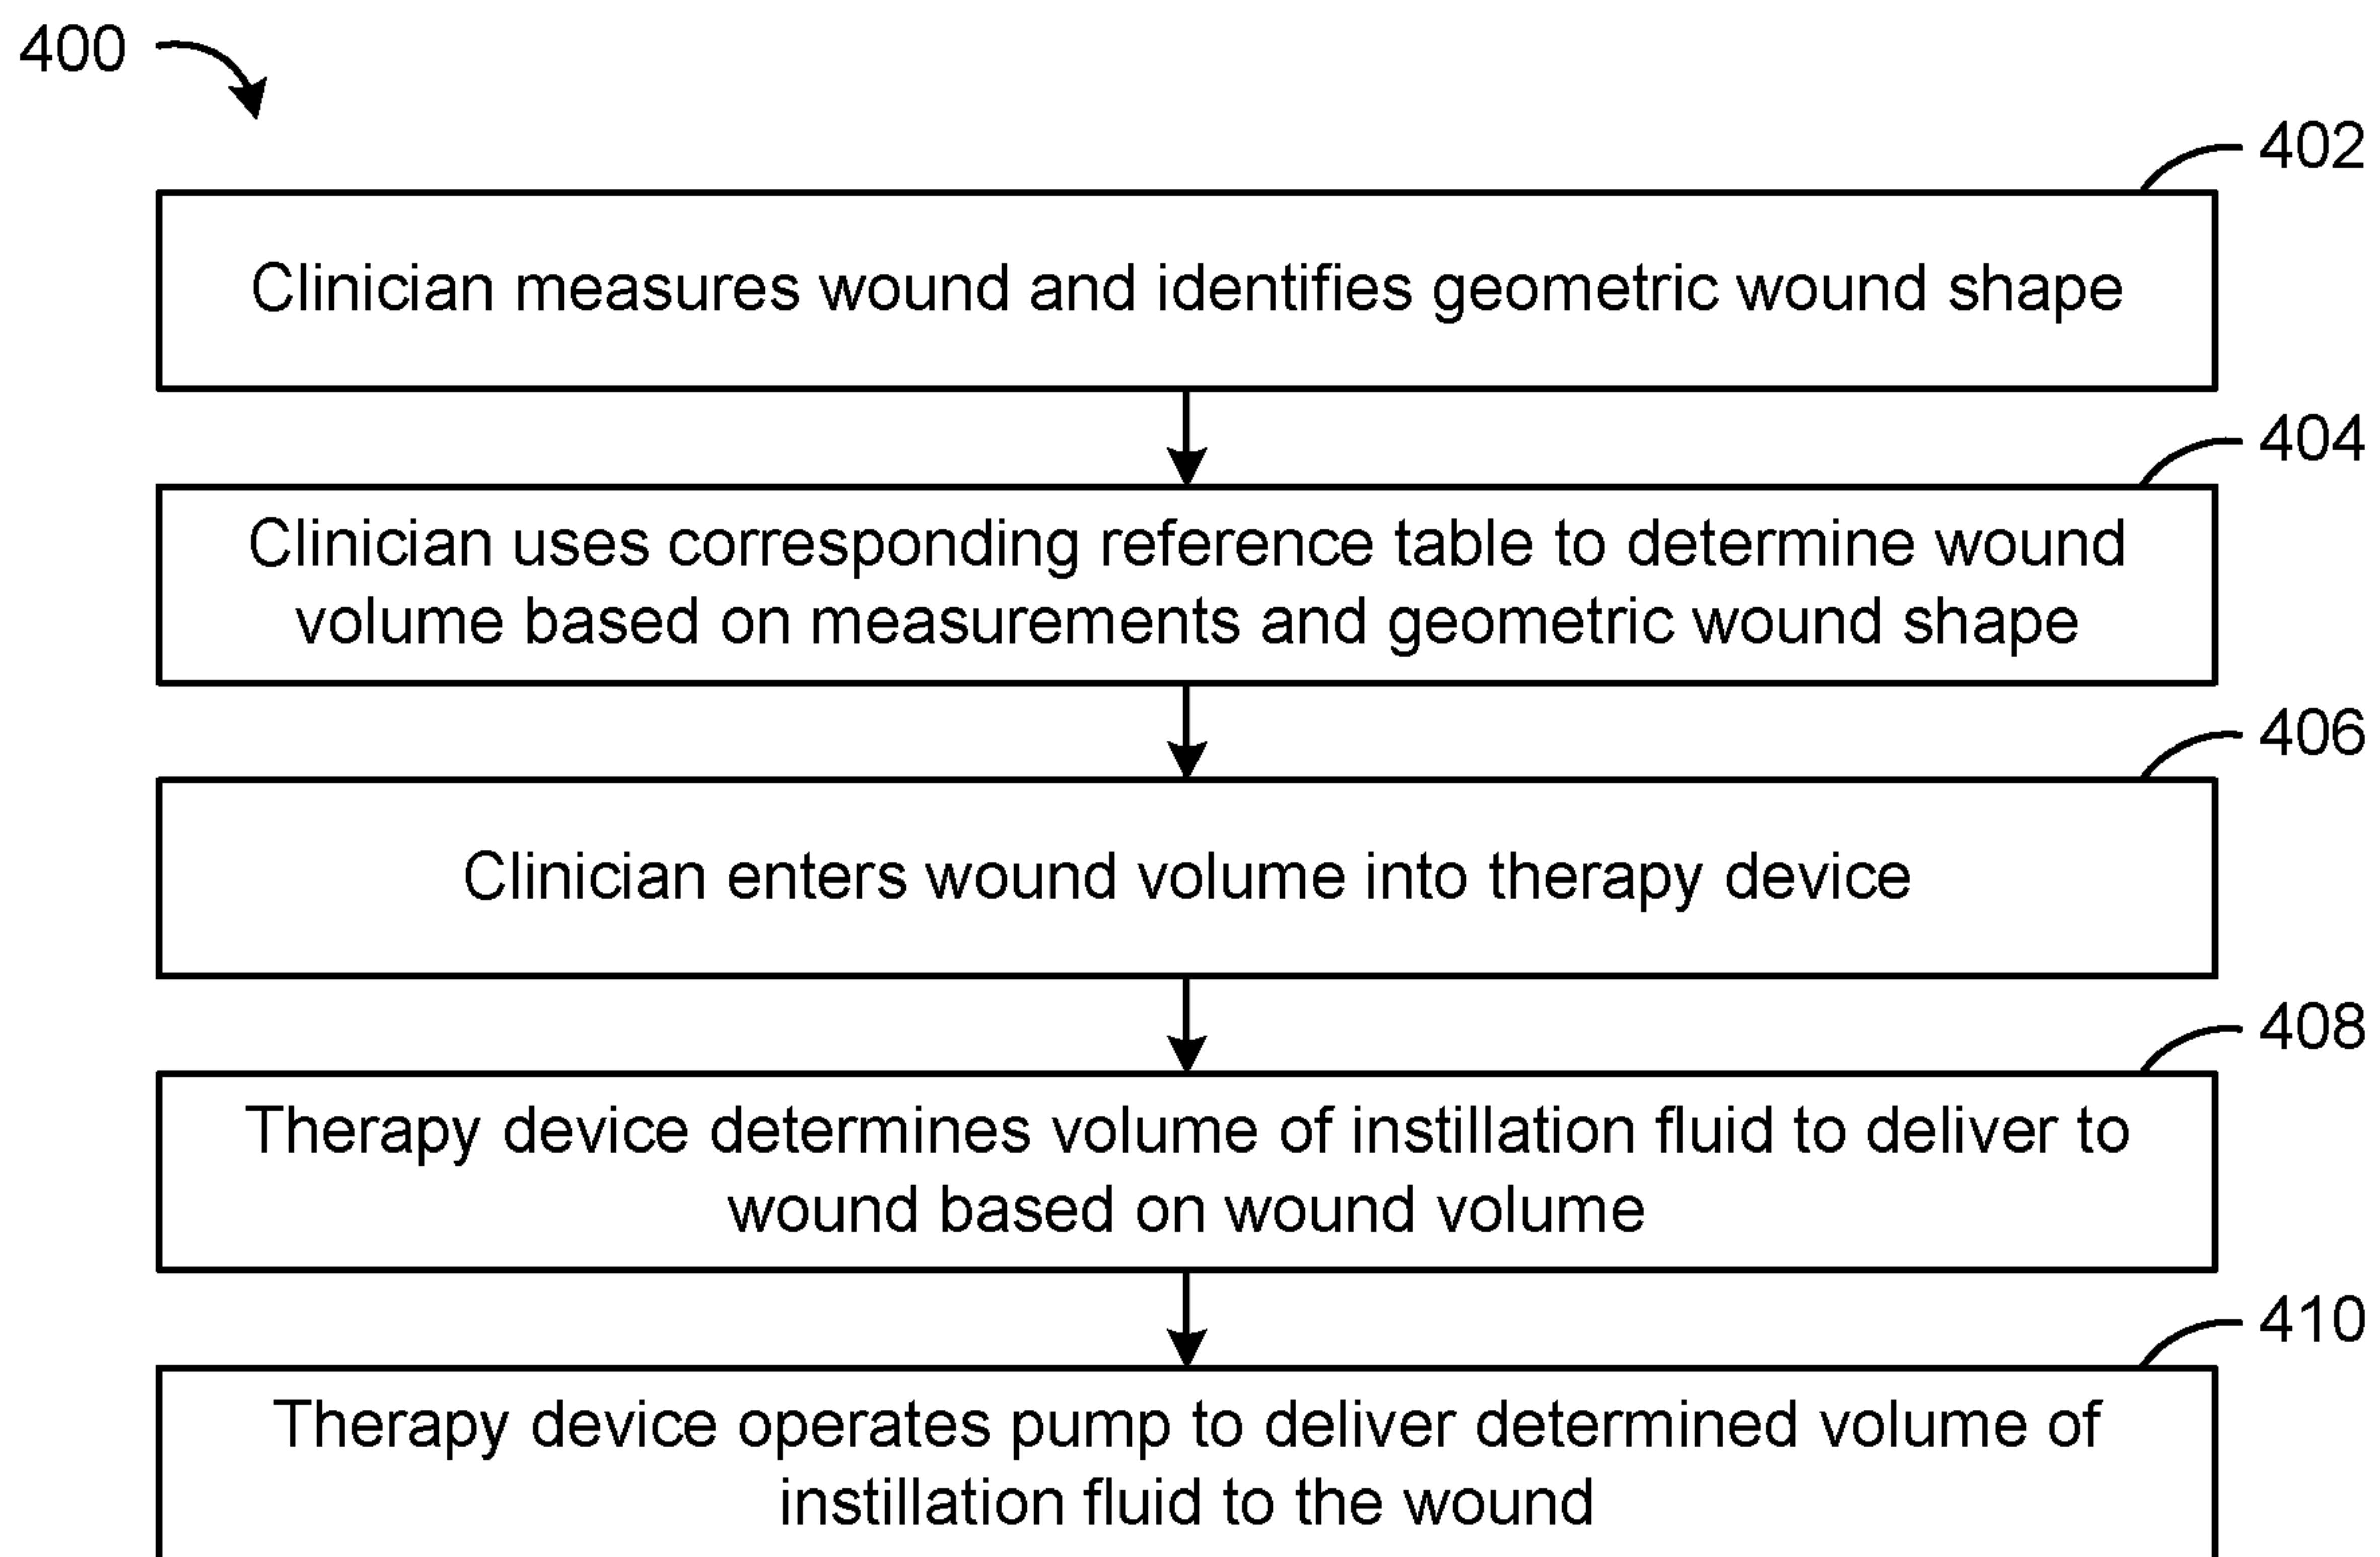 400
402
Clinician measures wound and identifies geometric wound shape
404
Clinician uses corresponding reference table to determine wound
volume based on measurements and geometric wound shape
406
Clinician enters wound volume into therapy device
408
Therapy device determines volume of instillation fluid to deliver to
wound based on wound volume
410
Therapy device operates pump to deliver determined volume of
instillation fluid to the wound